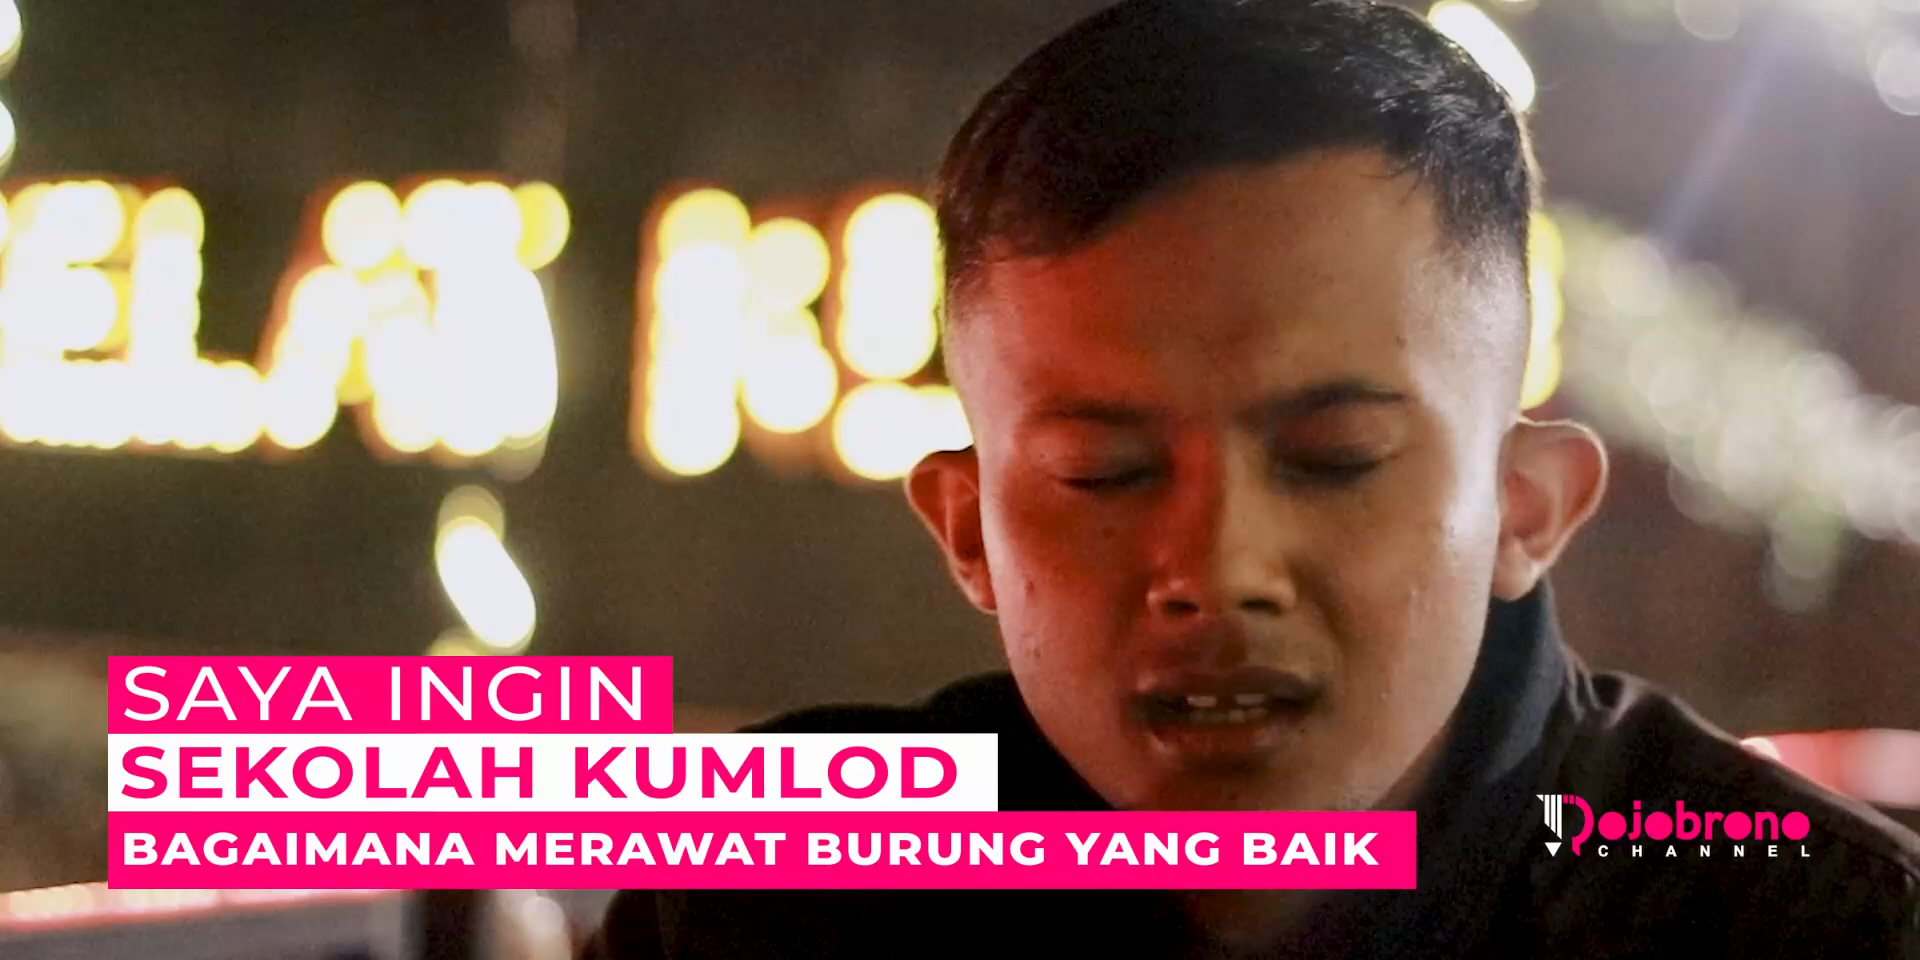 SAYA INGIN
SEKOLAH KUMLOD
BAGAIMANA MERAWAT BURUNG YANG BAIK
Pojobrono
CHANNEL